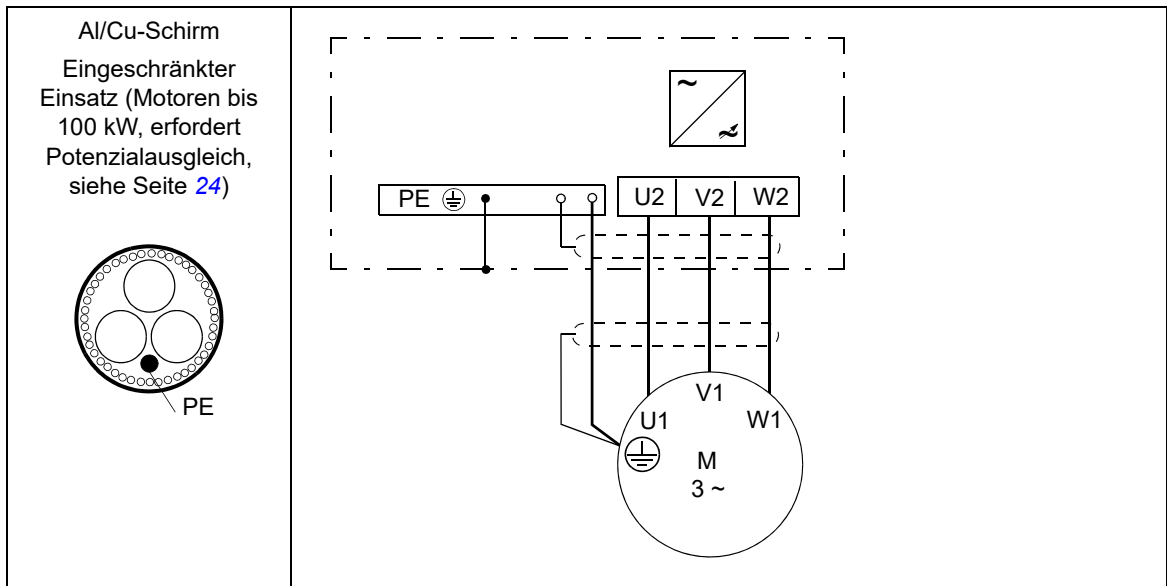 Al/Cu-Schirm
Eingeschränkter
Einsatz (Motoren bis
100 kW, erfordert
Potenzialausgleich,
siehe Seite 24)
PE
PE
U2
V2
W2
U1
V1
W1
M
3 ~